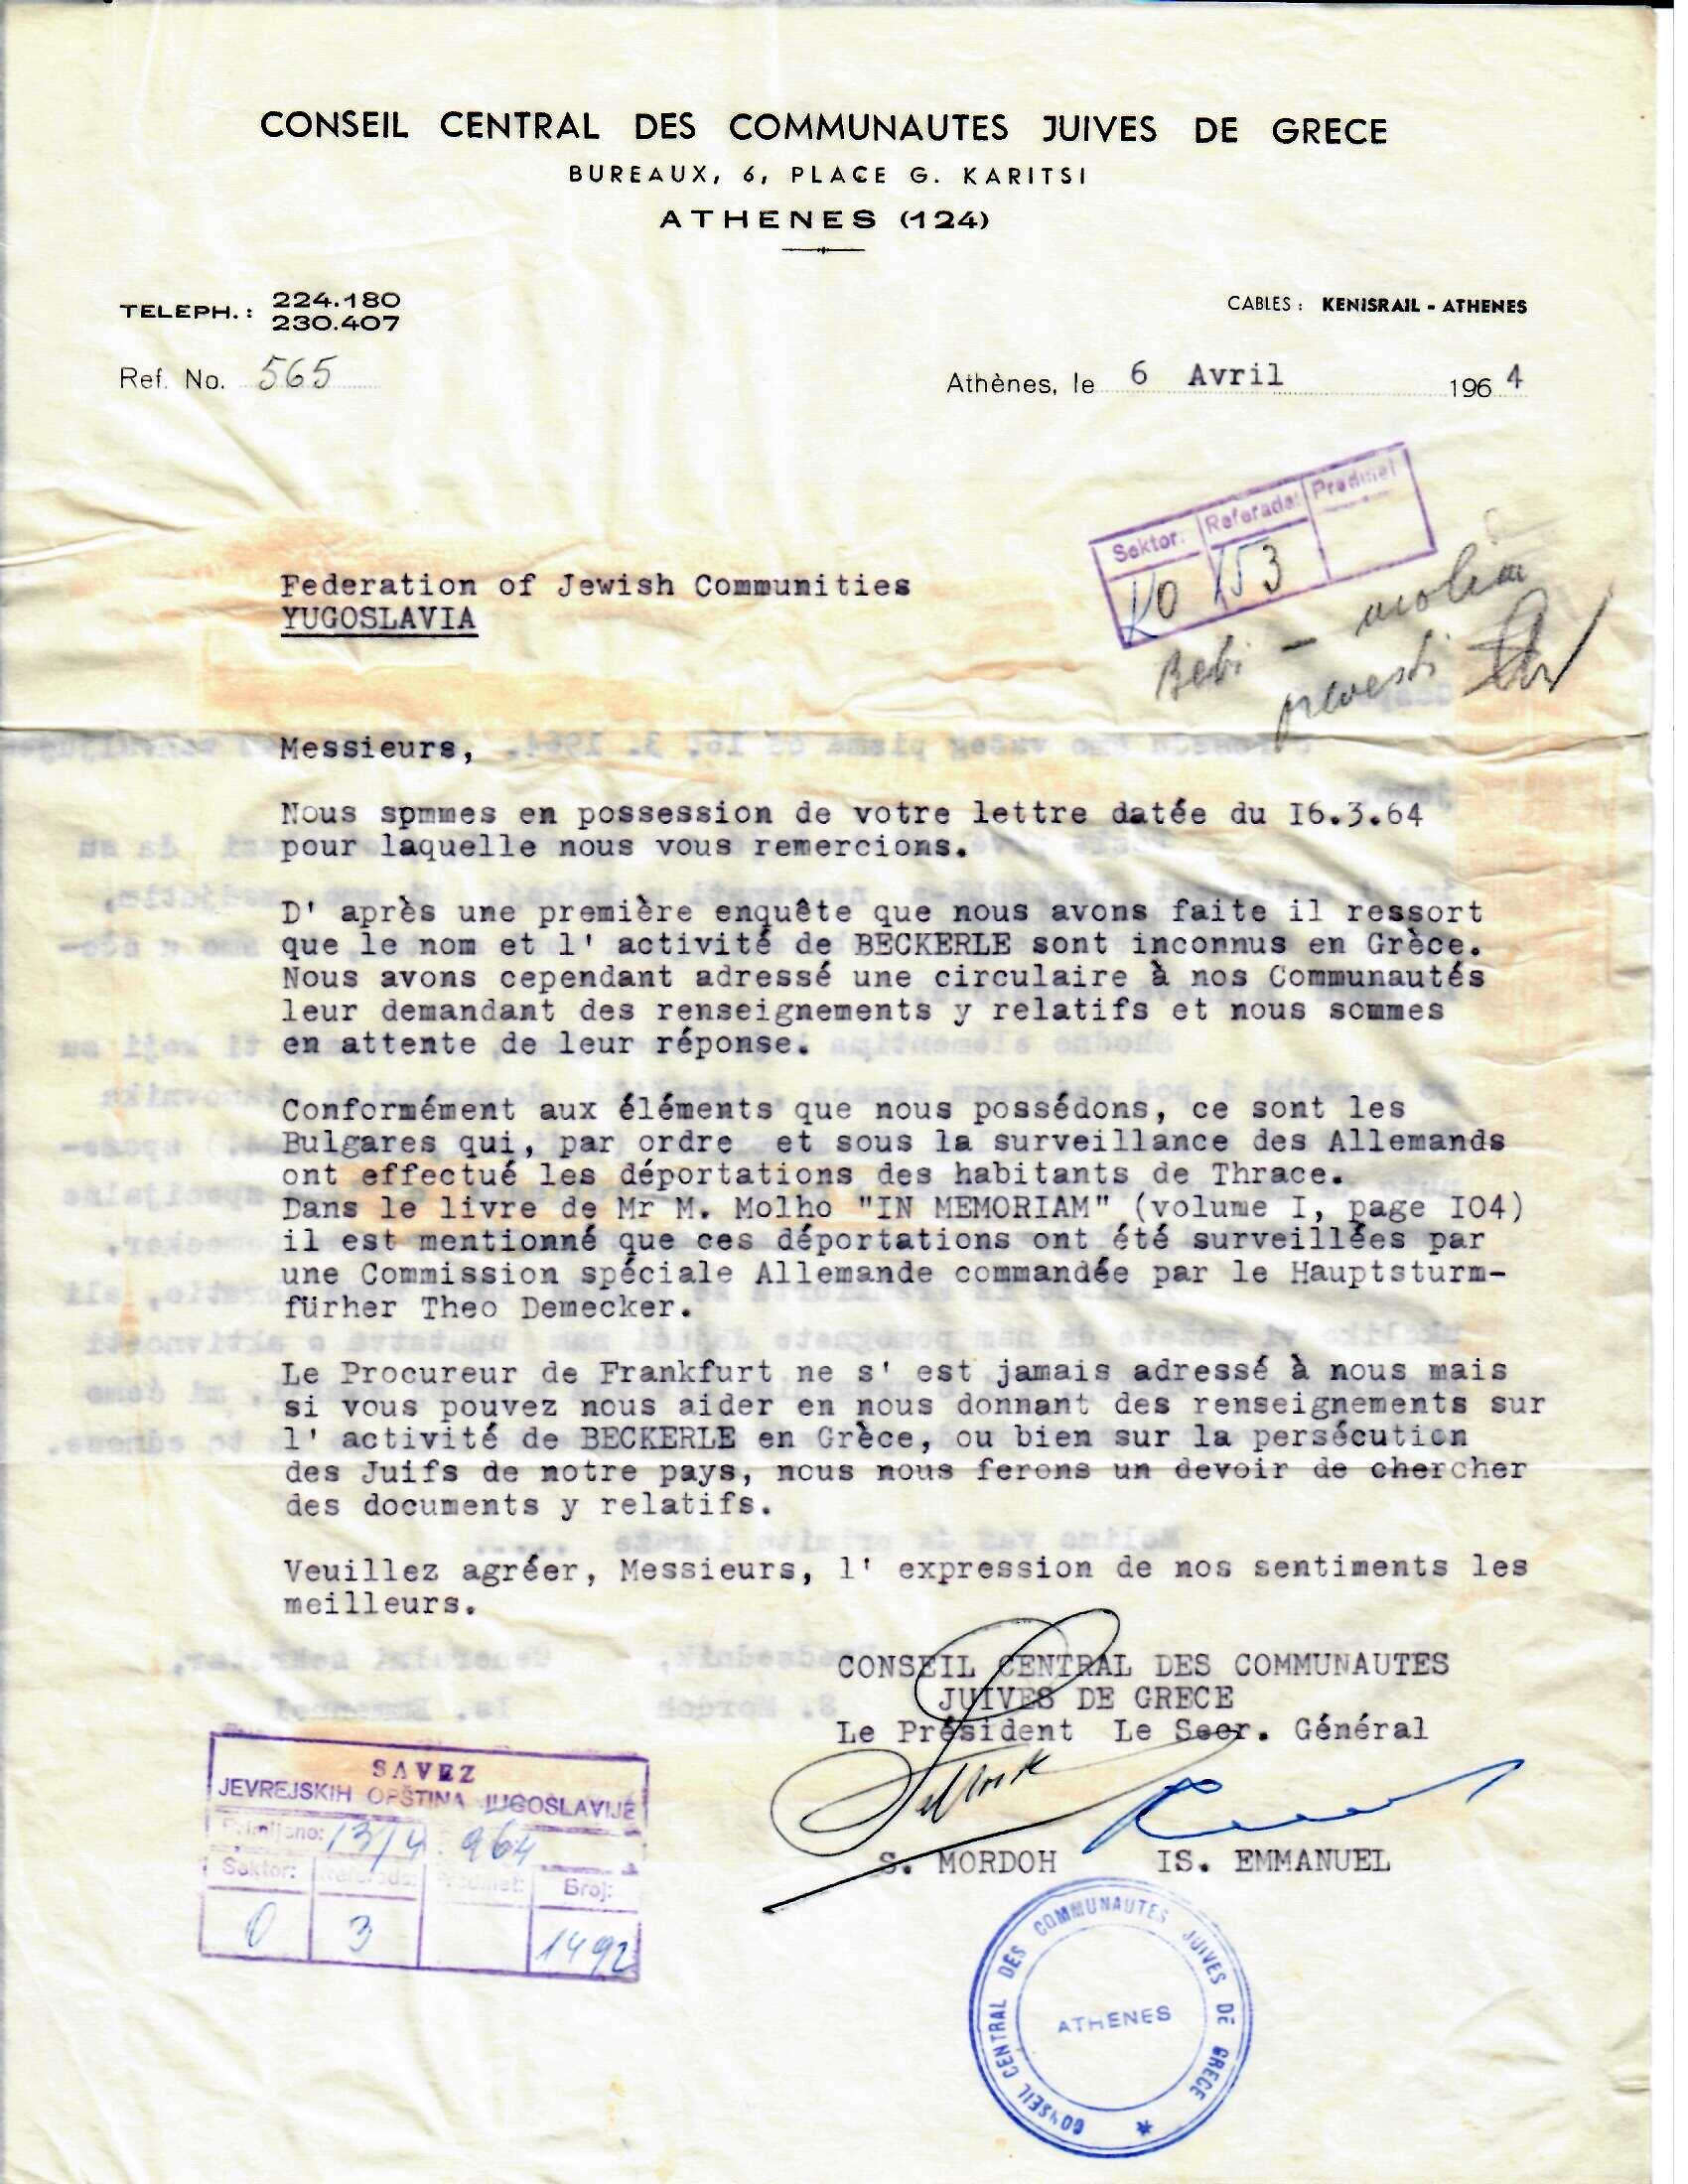 CONSEIL CENTRAL DES COMMUNAUTES JUIVES DE GRECE
BUREAUX, 6, PLACE G. KARITSI
ATHENES (124)
TELEPH.: 224.180
230.407
CABLES : KENISRAIL - ATHENES
Ref. No. 565
Athènes, le 6 Avril 1964
Sektor: Referada: Predmet
KO 153
Bebi - molim
prevesti
Federation of Jewish Communities
YUGOSLAVIA
Messieurs,
Nous spmmes en possession de votre lettre datée du I6.3.64
pour laquelle nous vous remercions.
D' après une première enquête que nous avons faite il ressort
que le nom et l' activité de BECKERLE sont inconnus en Grèce.
Nous avons cependant adressé une circulaire à nos Communautés
leur demandant des renseignements y relatifs et nous sommes
en attente de leur réponse.
Conformément aux éléments que nous possédons, ce sont les
Bulgares qui, par ordre et sous la surveillance des Allemands
ont effectué les déportations des habitants de Thrace.
Dans le livre de Mr M. Molho "IN MEMORIAM" (volume I, page I04)
il est mentionné que ces déportations ont été surveillées par
une Commission spéciale Allemande commandée par le Hauptsturm-
fürher Theo Demecker.
Le Procureur de Frankfurt ne s' est jamais adressé à nous mais
si vous pouvez nous aider en nous donnant des renseignements sur
l' activité de BECKERLE en Grèce, ou bien sur la persécution
des Juifs de notre pays, nous nous ferons un devoir de chercher
des documents y relatifs.
Veuillez agréer, Messieurs, l' expression de nos sentiments les
meilleurs.
CONSEIL CENTRAL DES COMMUNAUTES
JUIVES DE GRECE
Le Président Le Secr. Général
S. MORDOH IS. EMMANUEL
SAVEZ
JEVREJSKIH OPŠTINA JUGOSLAVIJE
Primljeno: 13/4. 964
Sektor: Referada: Predmet: Broj:
0 3 1492
CONSEIL CENTRAL DES COMMUNAUTES JUIVES DE GRECE
ATHENES